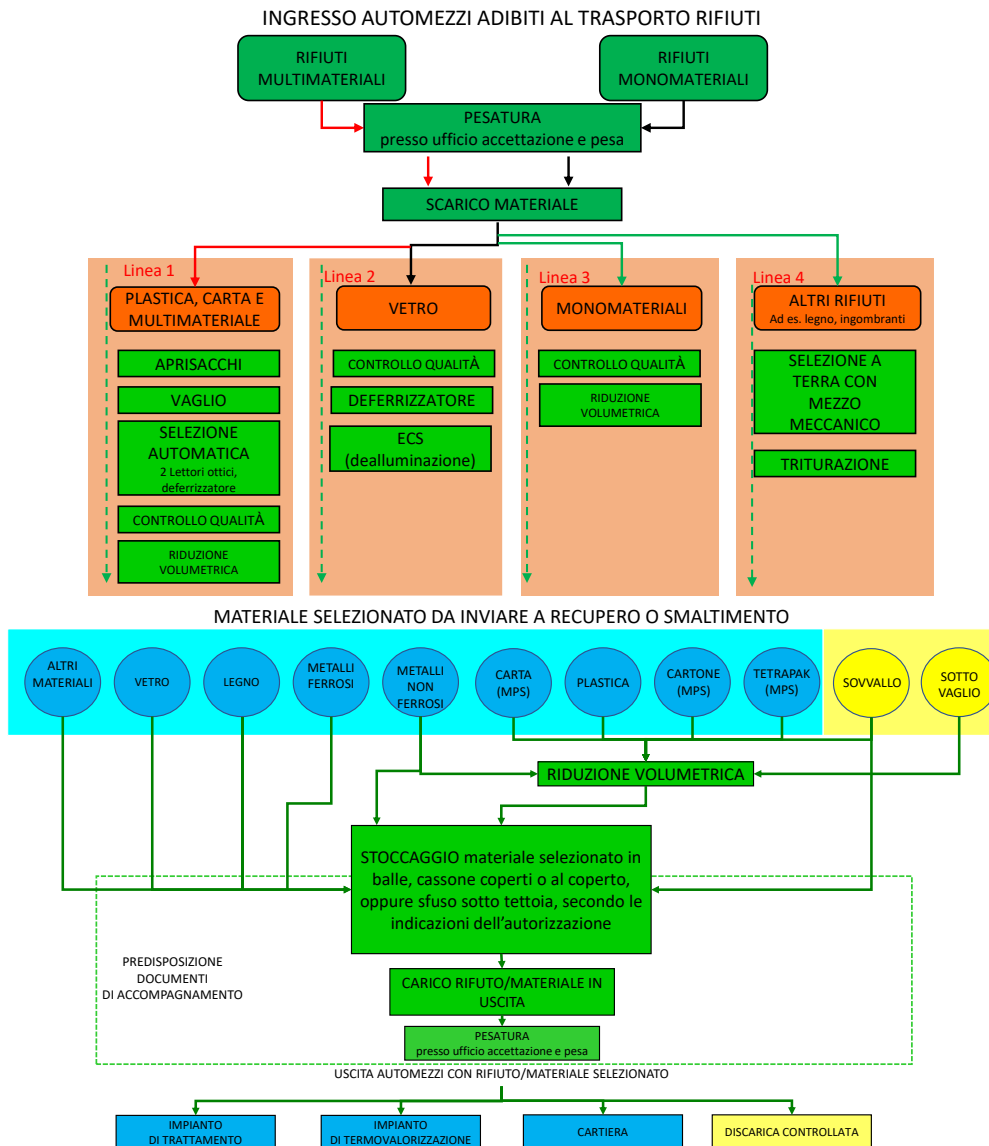 INGRESSO AUTOMEZZI ADIBITI AL TRASPORTO RIFIUTI
RIFIUTI
MULTIMATERIALI
RIFIUTI
MONOMATERIALI
PESATURA
presso ufficio accettazione e pesa
SCARICO MATERIALE
Linea 1
PLASTICA, CARTA E
MULTIMATERIALE
APRISACCHI
VAGLIO
SELEZIONE
AUTOMATICA
2 Lettori ottici,
deferrizzatore
CONTROLLO QUALITÀ
RIDUZIONE
VOLUMETRICA
Linea 2
VETRO
CONTROLLO QUALITÀ
DEFERRIZZATORE
ECS
(dealluminazione)
Linea 3
MONOMATERIALI
CONTROLLO QUALITÀ
RIDUZIONE
VOLUMETRICA
Linea 4
ALTRI RIFIUTI
Ad es. legno, ingombranti
SELEZIONE A
TERRA CON
MEZZO
MECCANICO
TRITURAZIONE
MATERIALE SELEZIONATO DA INVIARE A RECUPERO O SMALTIMENTO
ALTRI
MATERIALI
VETRO
LEGNO
METALLI
FERROSI
METALLI
NON
FERROSI
CARTA
(MPS)
PLASTICA
CARTONE
(MPS)
TETRAPAK
(MPS)
SOVVALLO
SOTTO
VAGLIO
RIDUZIONE VOLUMETRICA
STOCCAGGIO materiale selezionato in
balle, cassone coperti o al coperto,
oppure sfuso sotto tettoia, secondo le
indicazioni dell'autorizzazione
PREDISPOSIZIONE
DOCUMENTI
DI ACCOMPAGNAMENTO
CARICO RIFUTO/MATERIALE IN
USCITA
PESATURA
presso ufficio accettazione e pesa
USCITA AUTOMEZZI CON RIFIUTO/MATERIALE SELEZIONATO
IMPIANTO
DI TRATTAMENTO
IMPIANTO
DI TERMOVALORIZZAZIONE
CARTIERA
DISCARICA CONTROLLATA